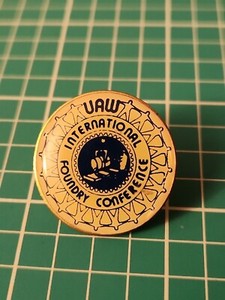 UAW
INTERNATIONAL
FOUNDRY CONFERENCE